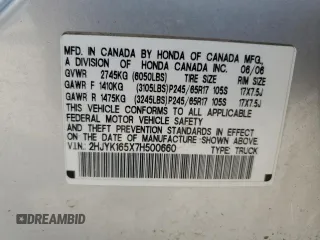 MFD. IN CANADA BY HONDA OF CANADA MFG.,
A DIVISION OF HONDA CANADA INC. 06/06
GVWR 2745KG (6050LBS) TIRE SIZE RIM SIZE
GAWR F 1410KG (3105LBS)P245/65R17 105S 17X7.5J
GAWR R 1475KG (3245LBS)P245/65R17 105S 17X7.5J
THIS VEHICLE CONFORMS TO ALL APPLICABLE
FEDERAL MOTOR VEHICLE SAFETY STANDARDS IN EFFECT
ON THE DATE OF MANUFACTURE SHOWN ABOVE.
V.I.N.: 2HJYK165X7H500660 TYPE: TRUCK
DREAMBID.COM